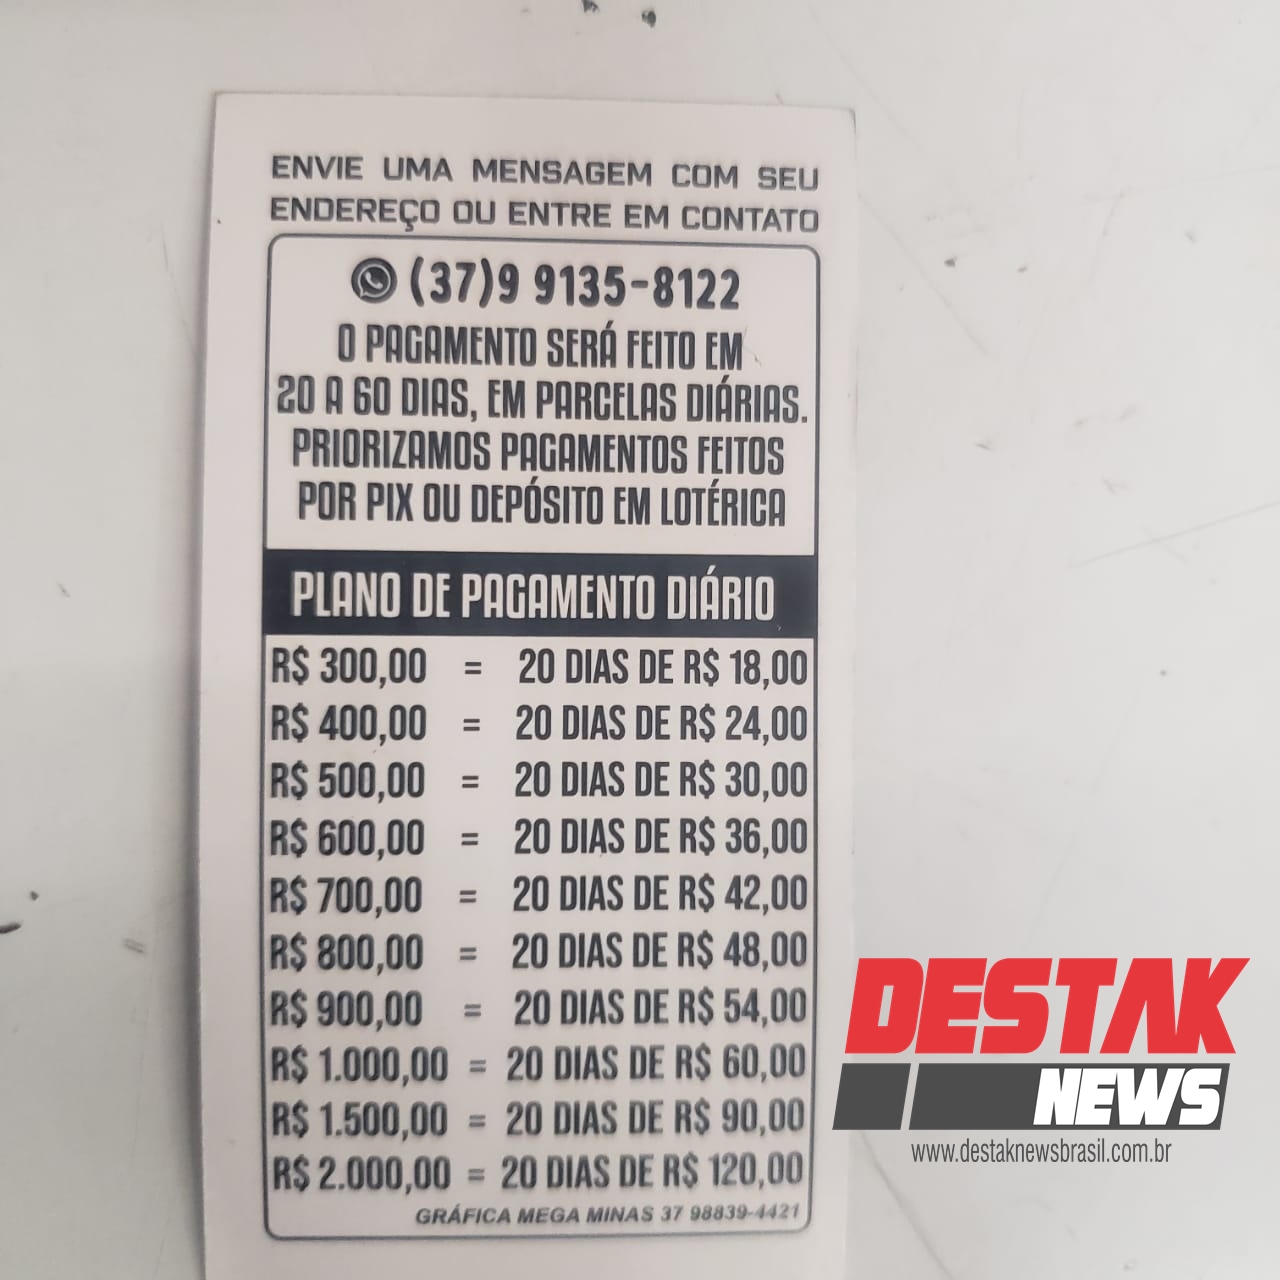 ENVIE UMA MENSAGEM COM SEU
ENDEREÇO OU ENTRE EM CONTATO
(37)9 9135-8122
O PAGAMENTO SERÁ FEITO EM
20 A 60 DIAS, EM PARCELAS DIÁRIAS.
PRIORIZAMOS PAGAMENTOS FEITOS
POR PIX OU DEPÓSITO EM LOTÉRICA
PLANO DE PAGAMENTO DIÁRIO
R$ 300,00 = 20 DIAS DE R$ 18,00
R$ 400,00 = 20 DIAS DE R$ 24,00
R$ 500,00 = 20 DIAS DE R$ 30,00
R$ 600,00 = 20 DIAS DE R$ 36,00
R$ 700,00 = 20 DIAS DE R$ 42,00
R$ 800,00 = 20 DIAS DE R$ 48,00
R$ 900,00 = 20 DIAS DE R$ 54,00
R$ 1.000,00 = 20 DIAS DE R$ 60,00
R$ 1.500,00 = 20 DIAS DE R$ 90,00
R$ 2.000,00 = 20 DIAS DE R$ 120,00
GRÁFICA MEGA MINAS 37 98839-4421
DESTAK
NEWS
www.destaknewsbrasil.com.br